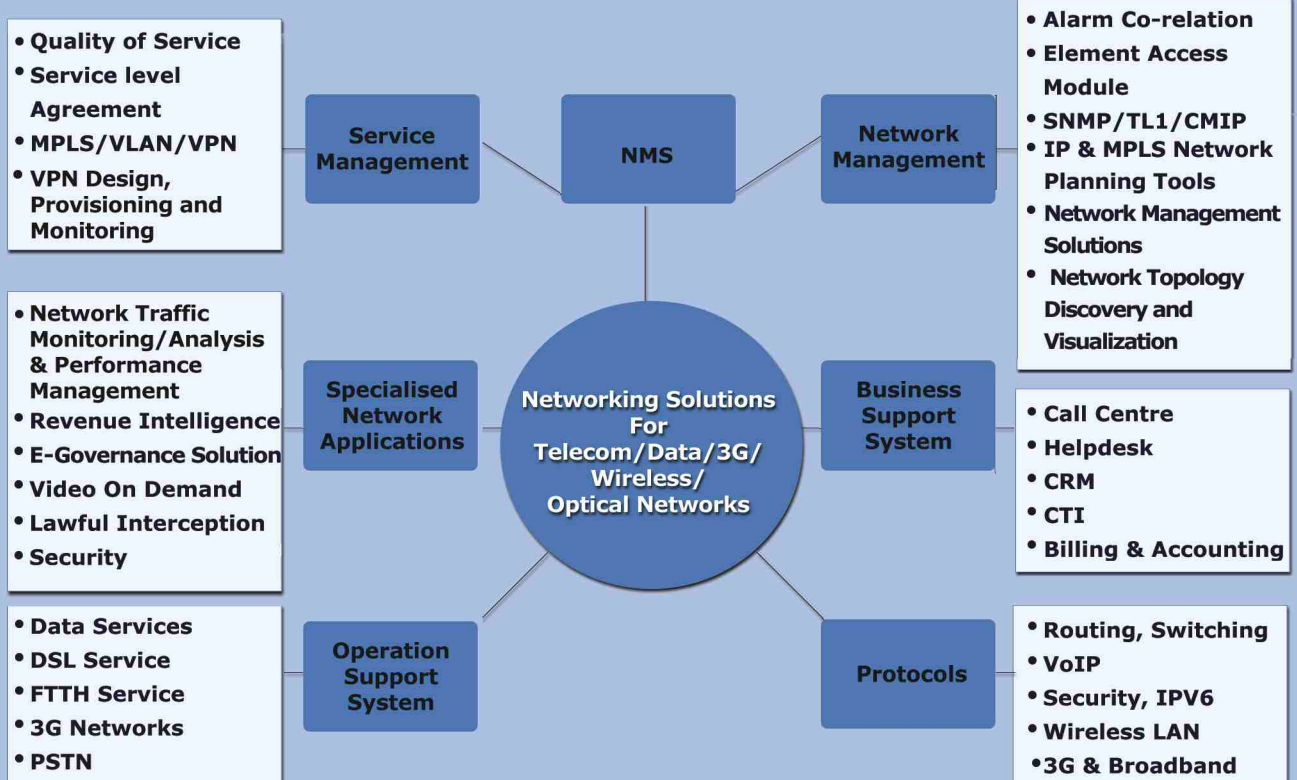 • Quality of Service
• Service level
Agreement
• MPLS/VLAN/VPN
• VPN Design,
Provisioning and
Monitoring
Service
Management
NMS
Network
Management
• Alarm Co-relation
• Element Access
Module
• SNMP/TL1/CMIP
• IP & MPLS Network
Planning Tools
• Network Management
Solutions
• Network Topology
Discovery and
Visualization
• Network Traffic
Monitoring/Analysis
& Performance
Management
• Revenue Intelligence
• E-Governance Solution
• Video On Demand
• Lawful Interception
• Security
Specialised
Network
Applications
Networking Solutions
For
Telecom/Data/3G/
Wireless/
Optical Networks
Business
Support
System
• Call Centre
• Helpdesk
• CRM
• CTI
• Billing & Accounting
• Data Services
• DSL Service
• FTTH Service
• 3G Networks
• PSTN
Operation
Support
System
Protocols
• Routing, Switching
• VoIP
• Security, IPV6
• Wireless LAN
• 3G & Broadband